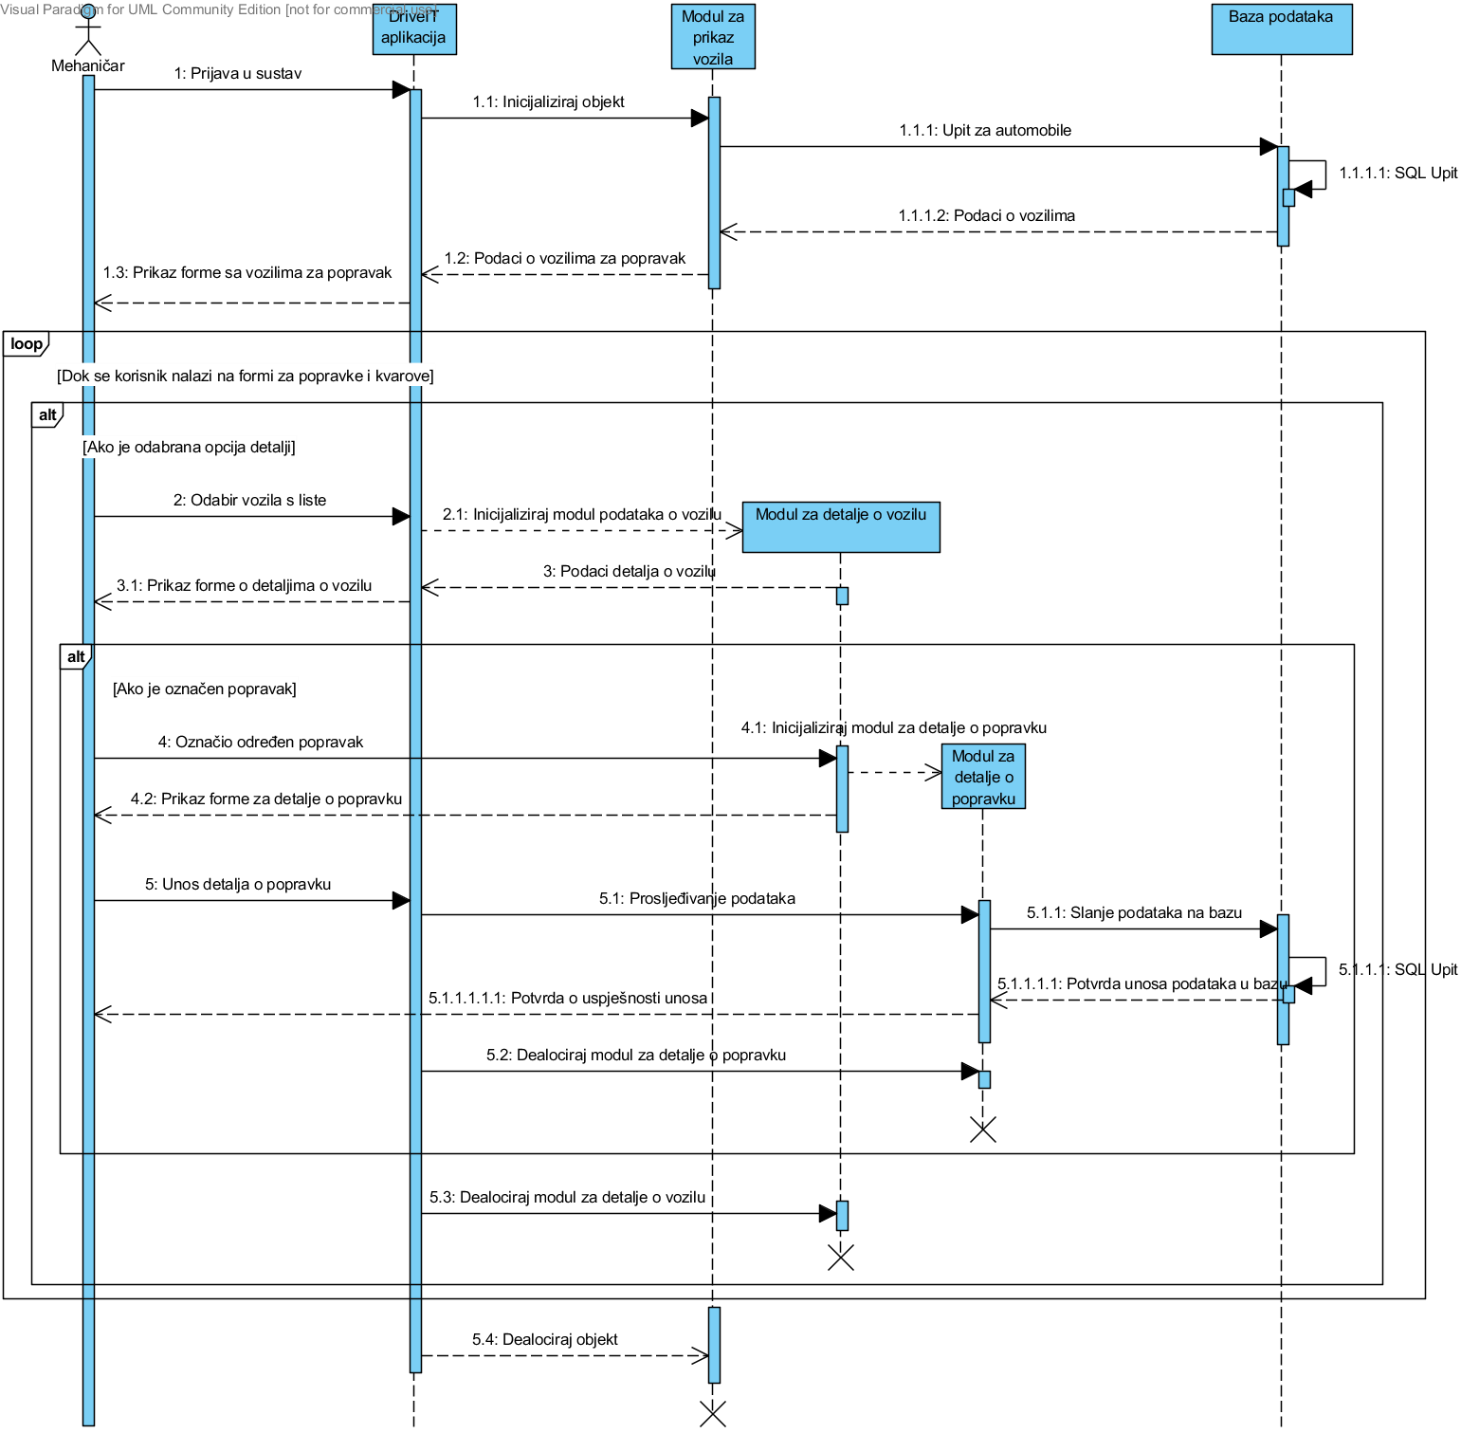 Visual Paradigm for UML Community Edition [not for commercial use]
Mehaničar
DriveIT
aplikacija
Modul za
prikaz
vozila
Baza podataka
1: Prijava u sustav
1.1: Inicijaliziraj objekt
1.1.1: Upit za automobile
1.1.1.1: SQL Upit
1.1.1.2: Podaci o vozilima
1.2: Podaci o vozilima za popravak
1.3: Prikaz forme sa vozilima za popravak
loop
[Dok se korisnik nalazi na formi za popravke i kvarove]
alt
[Ako je odabrana opcija detalji]
2: Odabir vozila s liste
2.1: Inicijaliziraj modul podataka o vozilu
Modul za detalje o vozilu
3: Podaci detalja o vozilu
3.1: Prikaz forme o detaljima o vozilu
alt
[Ako je označen popravak]
4: Označio određen popravak
4.1: Inicijaliziraj modul za detalje o popravku
Modul za
detalje o
popravku
4.2: Prikaz forme za detalje o popravku
5: Unos detalja o popravku
5.1: Prosljeđivanje podataka
5.1.1: Slanje podataka na bazu
5.1.1.1: SQL Upit
5.1.1.1.1: Potvrda unosa podataka u bazu
5.1.1.1.1.1: Potvrda o uspješnosti unosa
5.2: Dealociraj modul za detalje o popravku
5.3: Dealociraj modul za detalje o vozilu
5.4: Dealociraj objekt